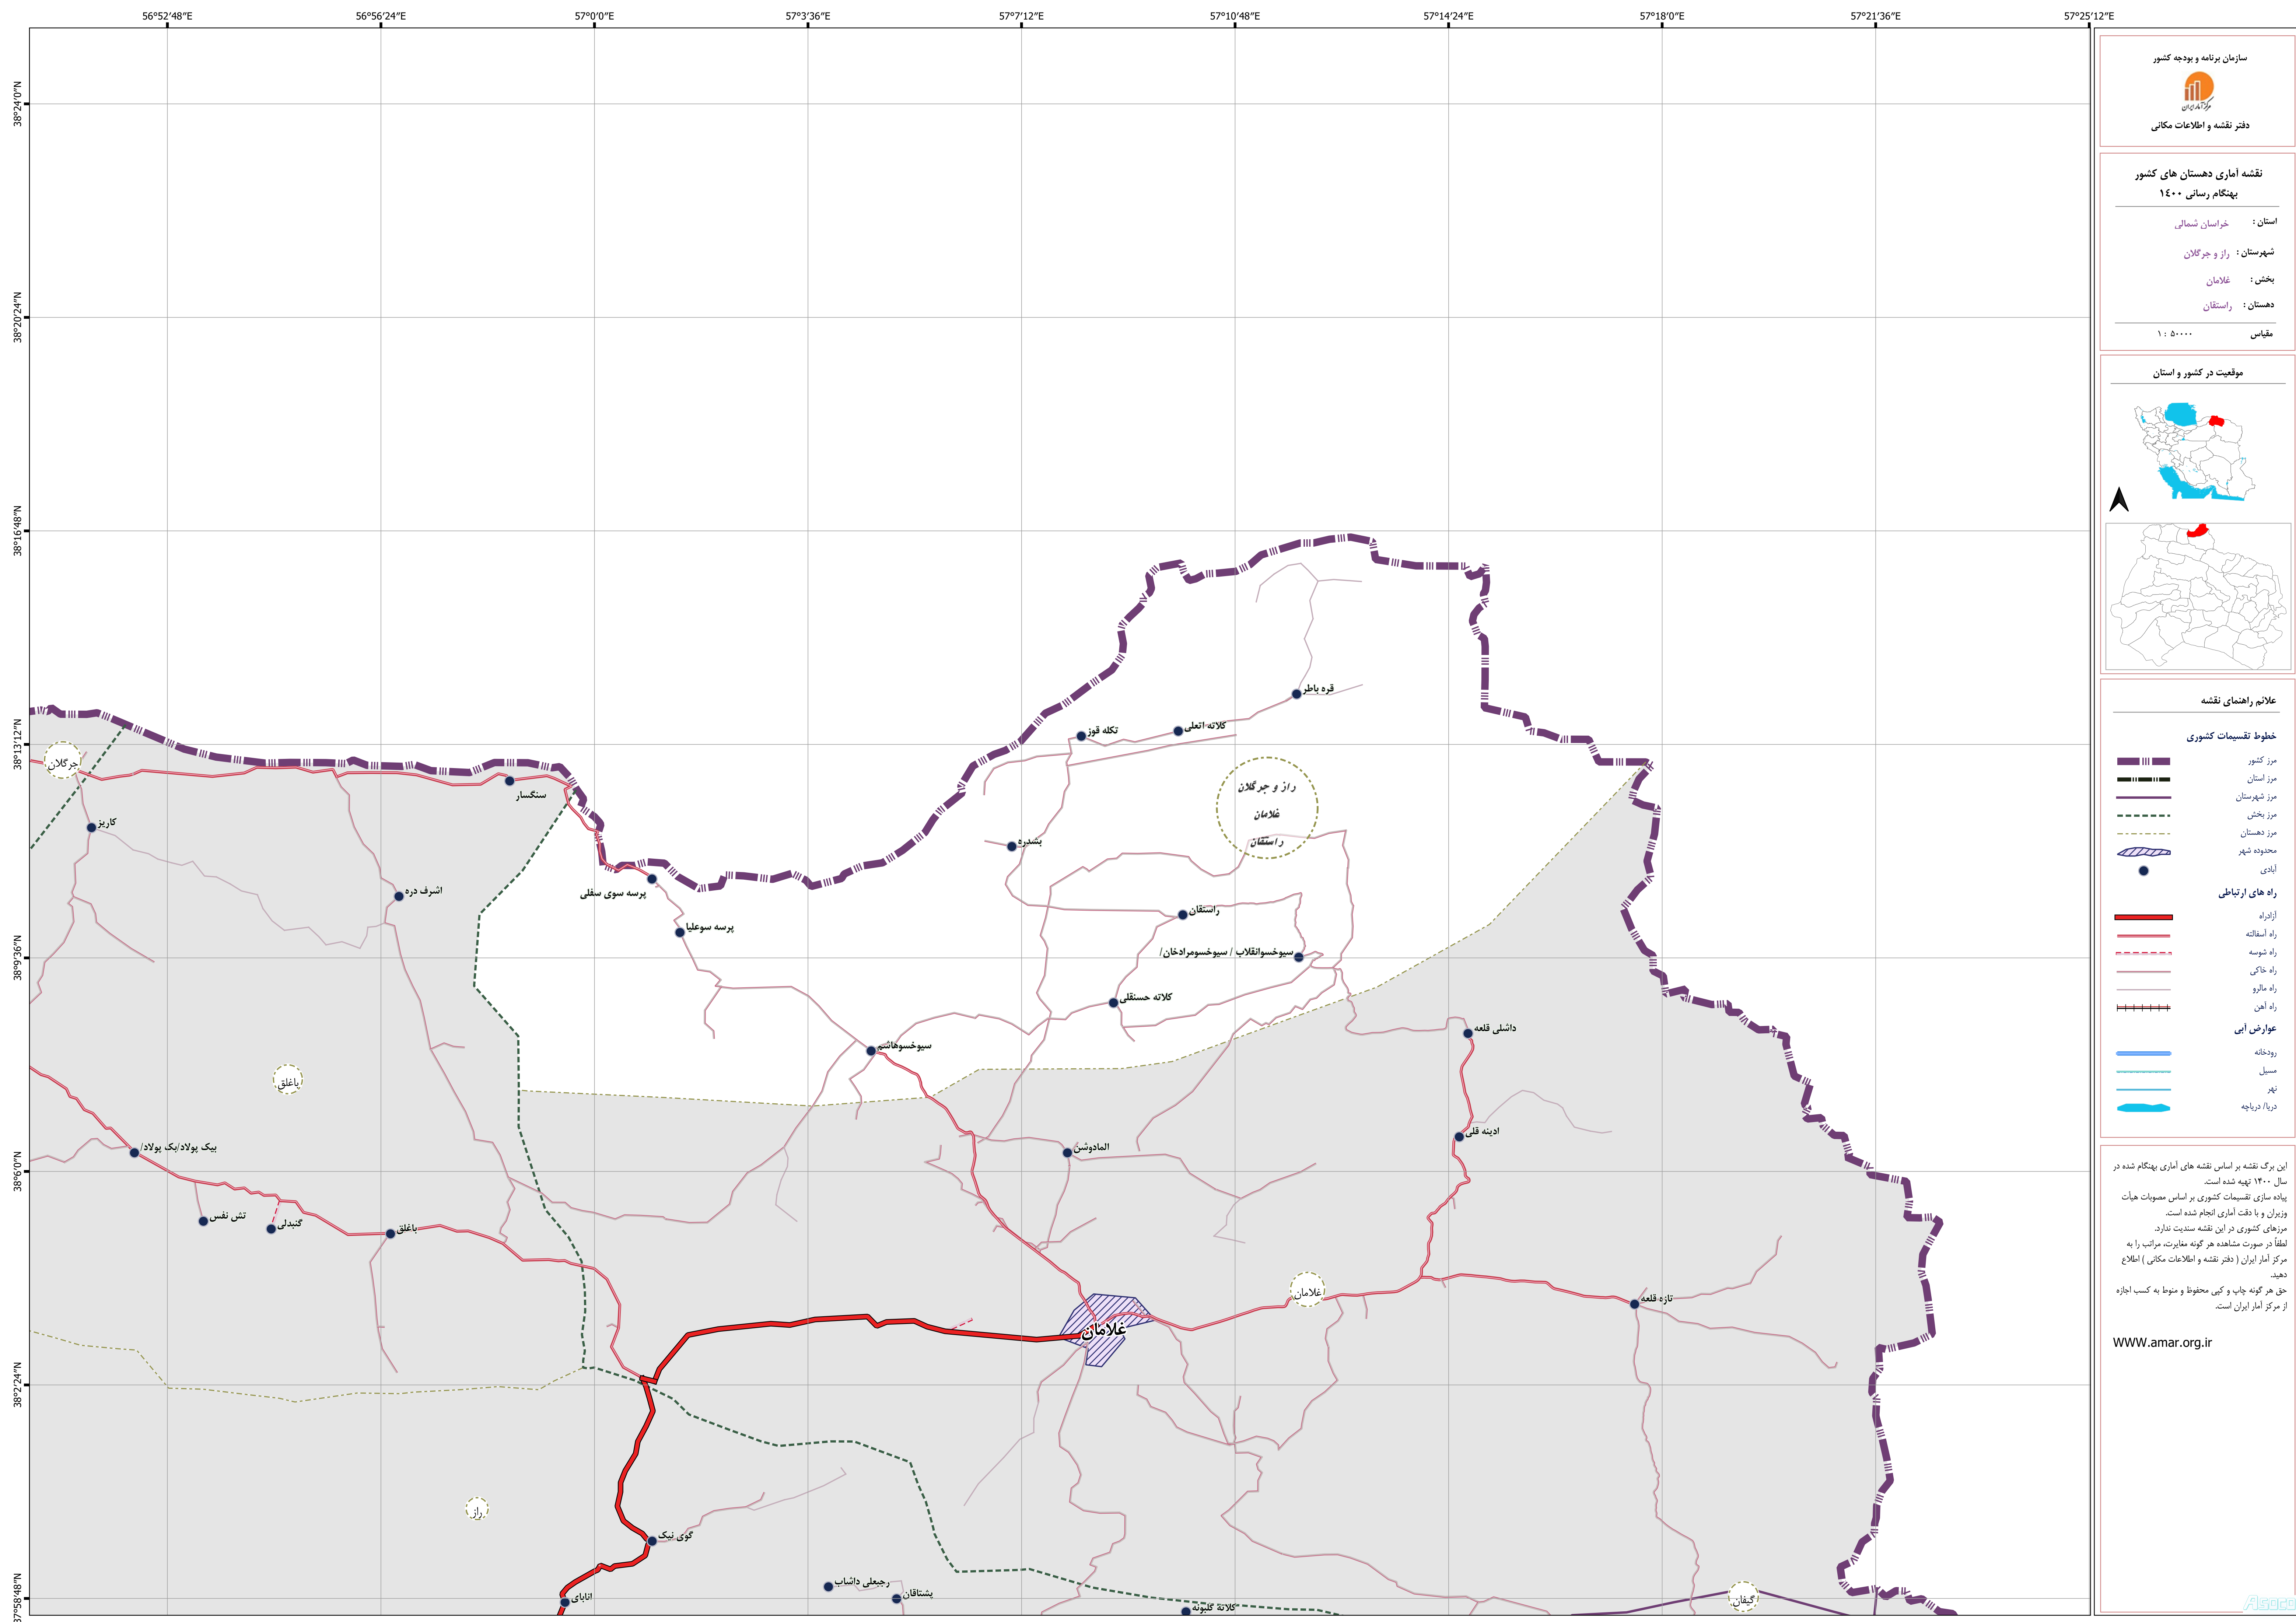 56°52'48"E 56°56'24"E 57°0'0"E 57°3'36"E 57°7'12"E 57°10'48"E 57°14'24"E 57°18'0"E 57°21'36"E 57°25'12"E
38°24'0"N
38°20'24"N
38°16'48"N
38°13'12"N
38°9'36"N
38°6'0"N
38°2'24"N
37°58'48"N
قره باطر
کلاته اتعلی
تکله قوز
راز و جرگلان
غلامان
راستقان
جرگلان
سنگسار
کاریز
بشدره
اشرف دره
پرسه سوی سفلی
راستقان
پرسه سوعلیا
سیوخسوانقلاب / سیوخسومرادخان/
کلاته حسنقلی
داشلی قلعه
سیوخسوهاشم
باغلق
ادینه قلی
المادوشن
بیک پولاد/بک پولاد/
تش نفس
گنبدلی
باغلق
غلامان
تازه قلعه
غلامان
راز
گوی نیک
رجبعلی داشاب
پشتاقان
انابای
کلاته گلبونه
گیفان
سازمان برنامه و بودجه کشور
مرکز آمار ایران
دفتر نقشه و اطلاعات مکانی
نقشه آماری دهستان های کشور
بهنگام رسانی ۱۴۰۰
استان : خراسان شمالی
شهرستان : راز و جرگلان
بخش : غلامان
دهستان : راستقان
مقیاس ۱ : ۵۰۰۰۰
موقعیت در کشور و استان
علائم راهنمای نقشه
خطوط تقسیمات کشوری
مرز کشور
مرز استان
مرز شهرستان
مرز بخش
مرز دهستان
محدوده شهر
آبادی
راه های ارتباطی
آزادراه
راه آسفالته
راه شوسه
راه خاکی
راه مالرو
راه آهن
عوارض آبی
رودخانه
مسیل
نهر
دریا/ دریاچه
این برگ نقشه بر اساس نقشه های آماری بهنگام شده در
سال ۱۴۰۰ تهیه شده است.
پیاده سازی تقسیمات کشوری بر اساس مصوبات هیأت
وزیران و با دقت آماری انجام شده است.
مرزهای کشوری در این نقشه سندیت ندارد.
لطفاً در صورت مشاهده هر گونه مغایرت، مراتب را به
مرکز آمار ایران ( دفتر نقشه و اطلاعات مکانی ) اطلاع
دهید.
حق هر گونه چاپ و کپی محفوظ و منوط به کسب اجازه
از مرکز آمار ایران است.
WWW.amar.org.ir